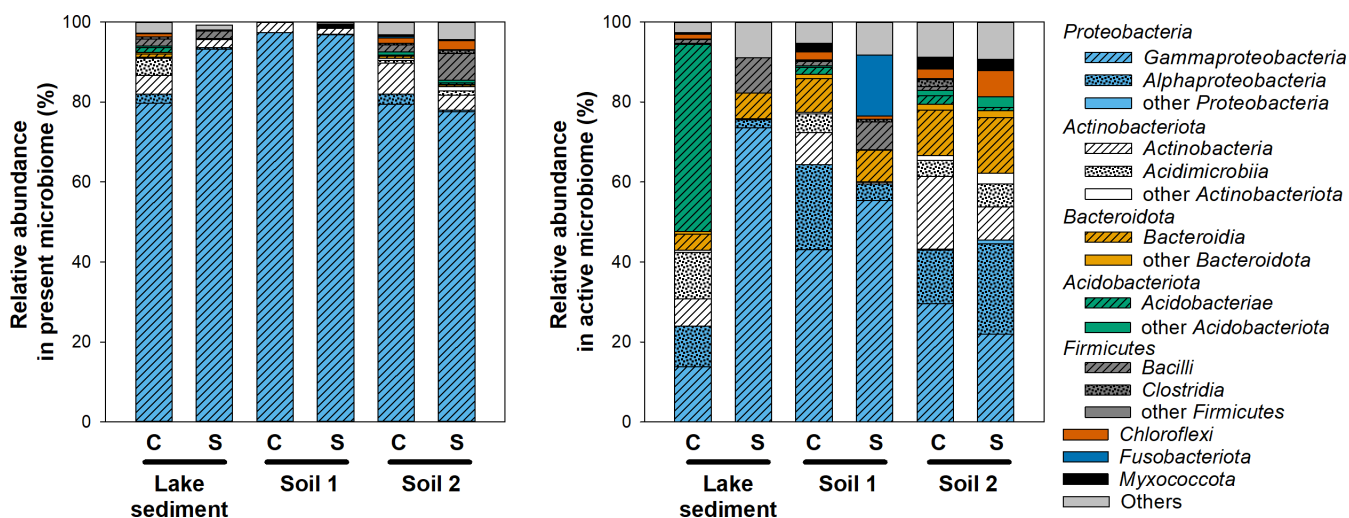 Relative abundance
in present microbiome (%)
100
80
60
40
20
0
C S C S C S
Lake
sediment
Soil 1
Soil 2
Relative abundance
in active microbiome (%)
100
80
60
40
20
0
C S C S C S
Lake
sediment
Soil 1
Soil 2
Proteobacteria
Gammaproteobacteria
Alphaproteobacteria
other Proteobacteria
Actinobacteriota
Actinobacteria
Acidimicrobiia
other Actinobacteriota
Bacteroidota
Bacteroidia
other Bacteroidota
Acidobacteriota
Acidobacteriae
other Acidobacteriota
Firmicutes
Bacilli
Clostridia
other Firmicutes
Chloroflexi
Fusobacteriota
Myxococcota
Others